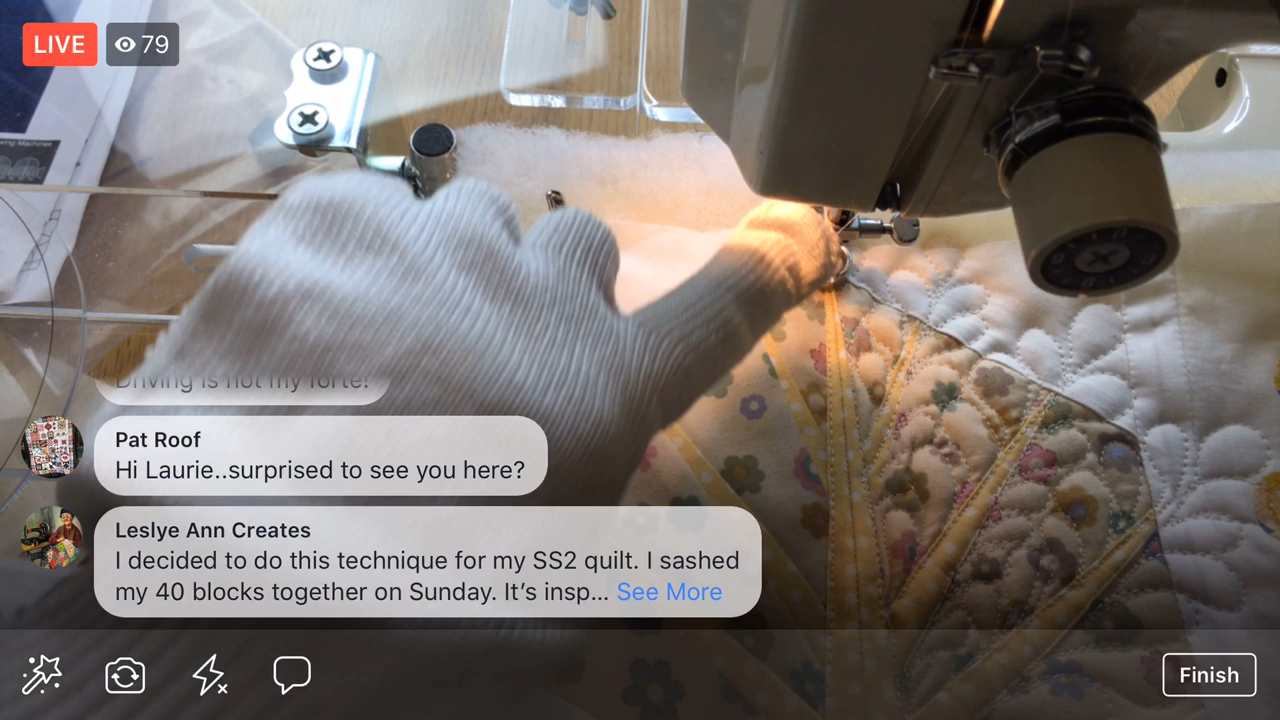 LIVE
79
Driving is not my forte!
Pat Roof
Hi Laurie..surprised to see you here?
Leslye Ann Creates
I decided to do this technique for my SS2 quilt. I sashed
my 40 blocks together on Sunday. It’s insp... See More
Finish